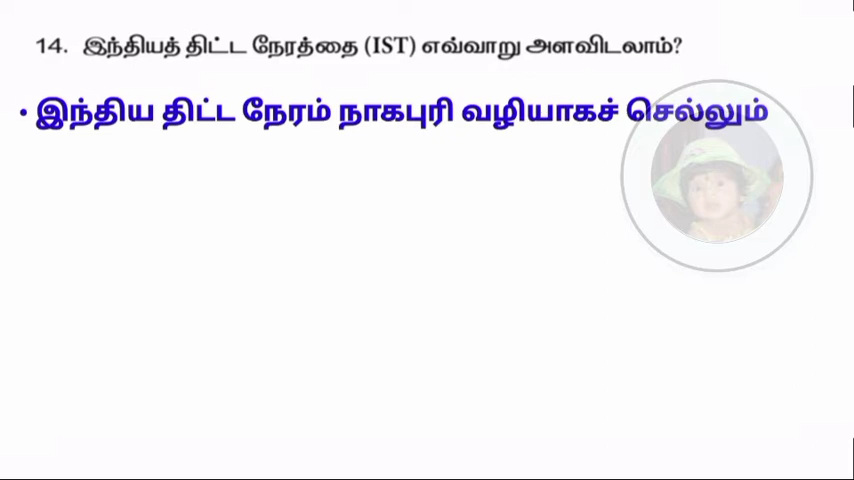 14. இந்தியத் திட்ட நேரத்தை (IST) எவ்வாறு அளவிடலாம்?
• இந்திய திட்ட நேரம் நாகபுரி வழியாகச் செல்லும்